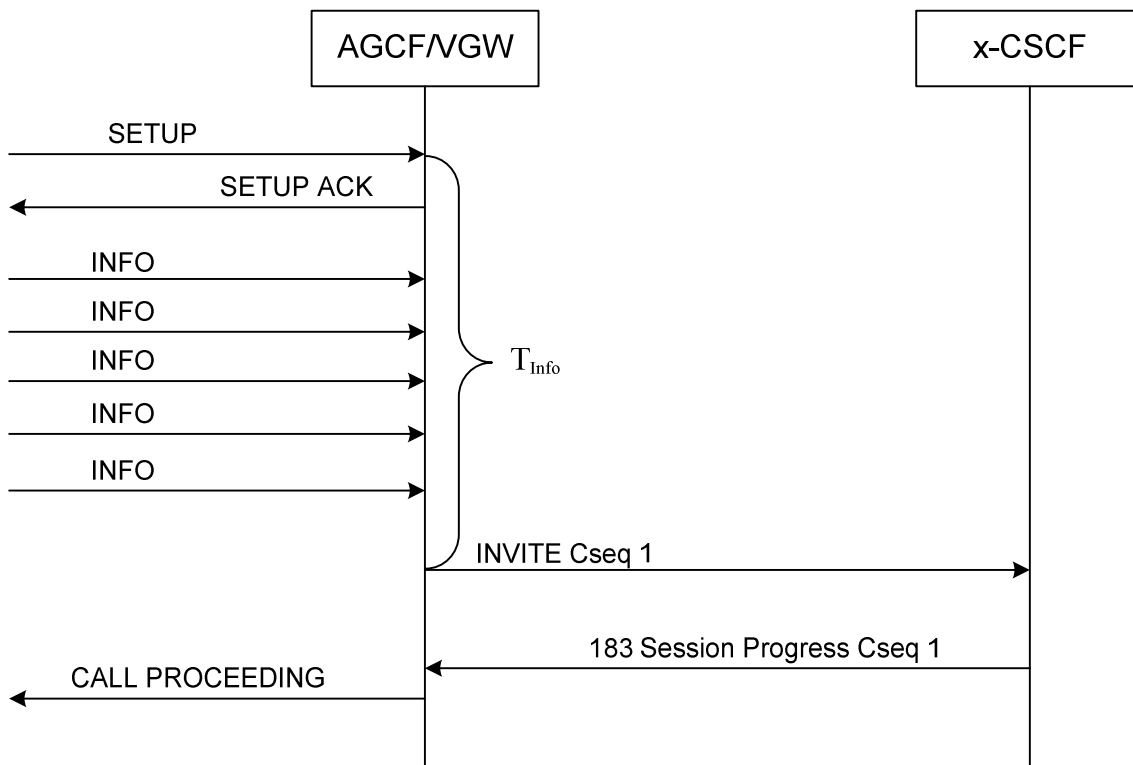 AGCF/VGW
x-CSCF
SETUP
SETUP ACK
INFO
INFO
INFO
INFO
INFO
TInfo
INVITE Cseq 1
183 Session Progress Cseq 1
CALL PROCEEDING